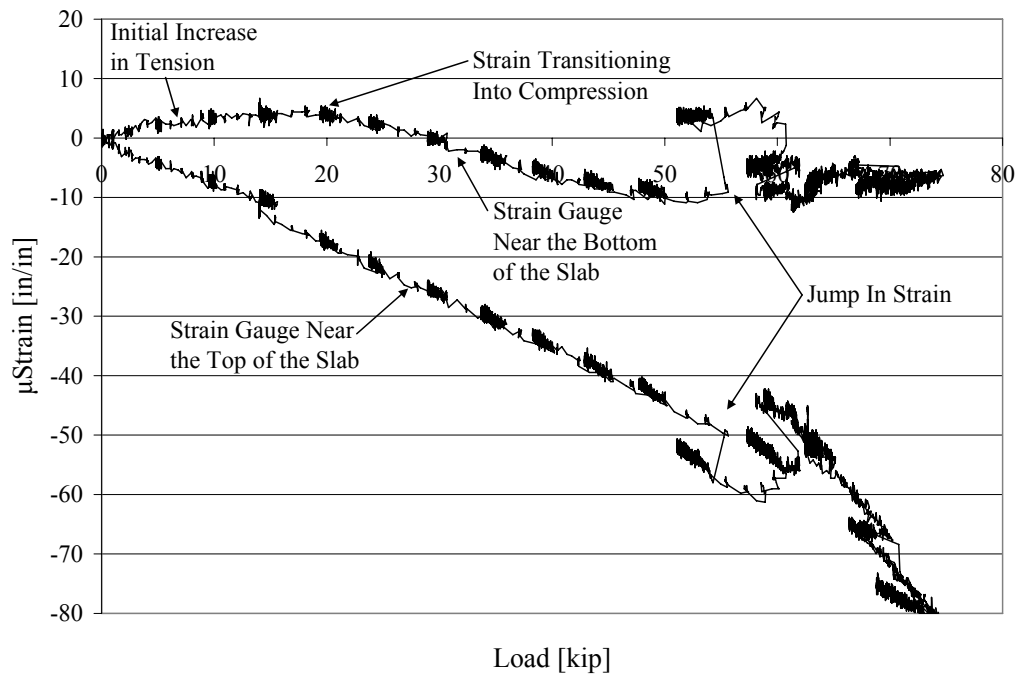 20
Initial Increase
in Tension
Strain Transitioning
Into Compression
10
0
0
10
20
30
40
50
60
80
-10
Strain Gauge
Near the Bottom
of the Slab
-20
Jump In Strain
-30
Strain Gauge Near
the Top of the Slab
-40
-50
-60
-70
-80
µStrain [in/in]
Load [kip]